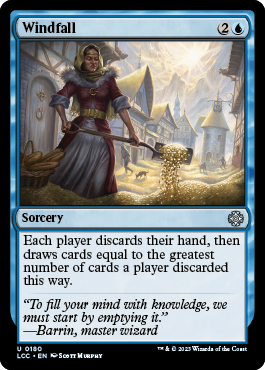 Windfall 2
Sorcery
Each player discards their hand, then
draws cards equal to the greatest
number of cards a player discarded
this way.
“To fill your mind with knowledge, we
must start by emptying it.”
—Barrin, master wizard
U 0180
LCC • EN SCOTT MURPHY
™ & © 2023 Wizards of the Coast